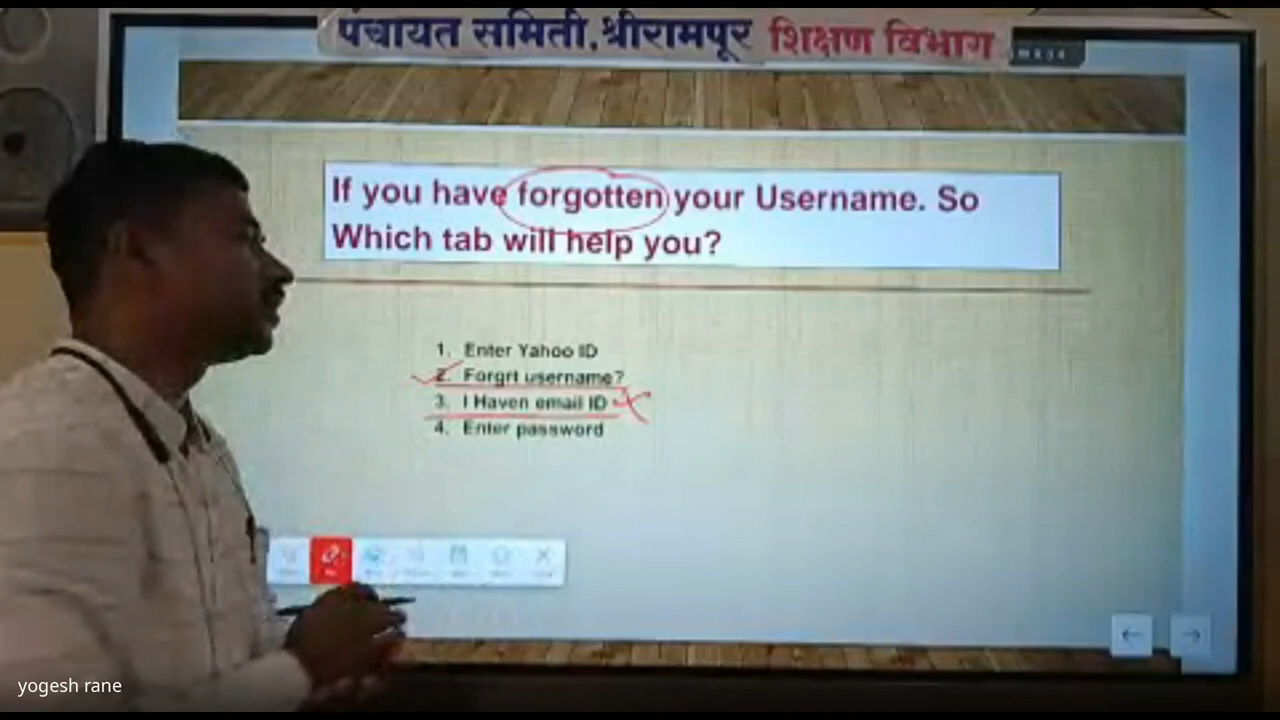 पंचायत समिती.श्रीरामपूर शिक्षण विभाग
If you have forgotten your Username. So
Which tab will help you?
1. Enter Yahoo ID
2. Forgrt username?
3. I Haven email ID
4. Enter password
yogesh rane